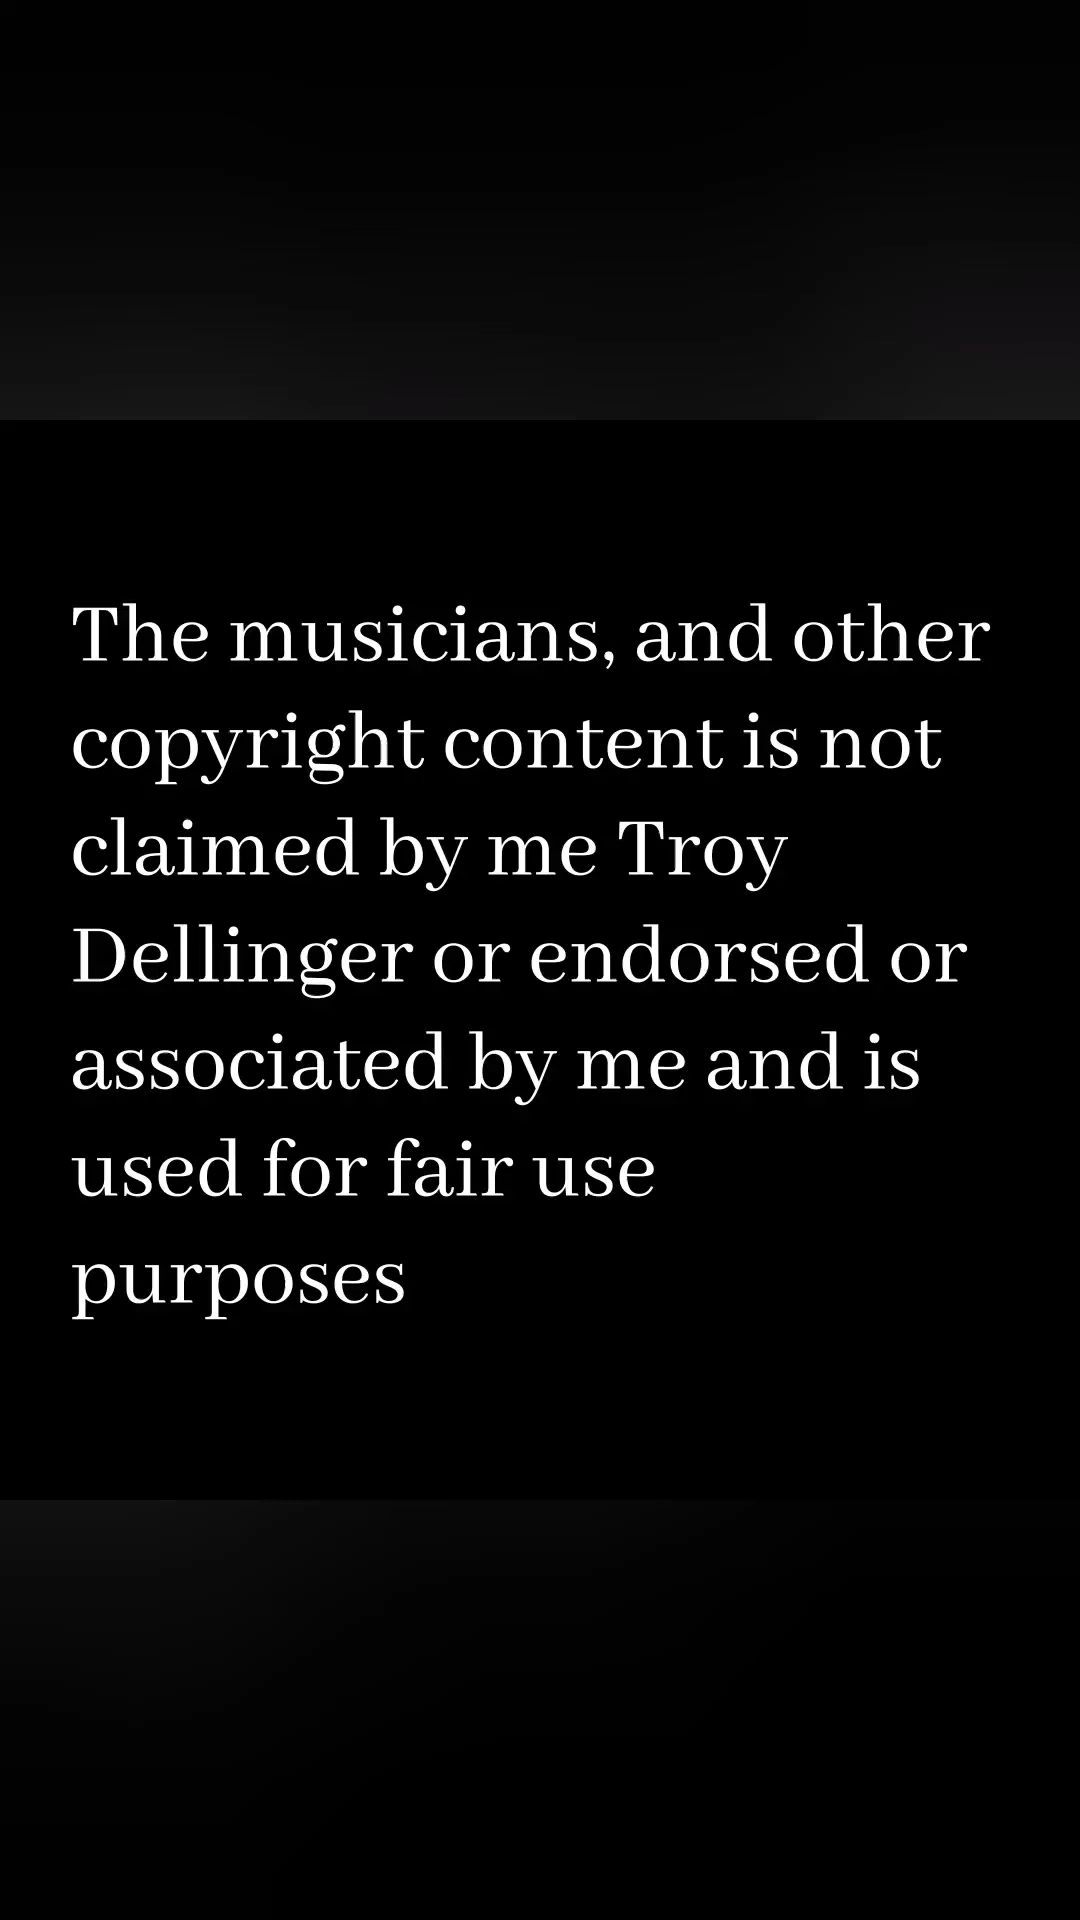 The musicians, and other
copyright content is not
claimed by me Troy
Dellinger or endorsed or
associated by me and is
used for fair use
purposes